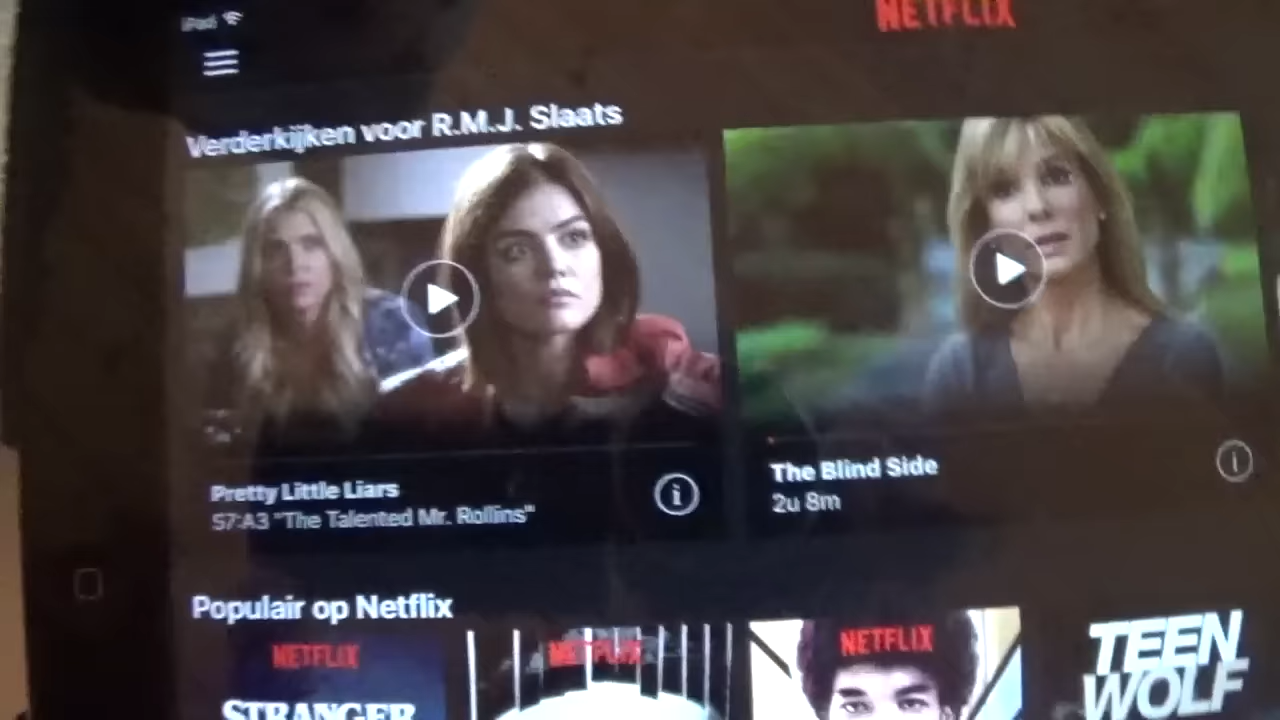 iPad
NETFLIX
Verderkijken voor R.M.J. Slaats
Pretty Little Liars
S7:A3 "The Talented Mr. Rollins"
The Blind Side
2u 8m
Populair op Netflix
NETFLIX
STRANGER
NETFLIX
NETFLIX
TEEN
WOLF